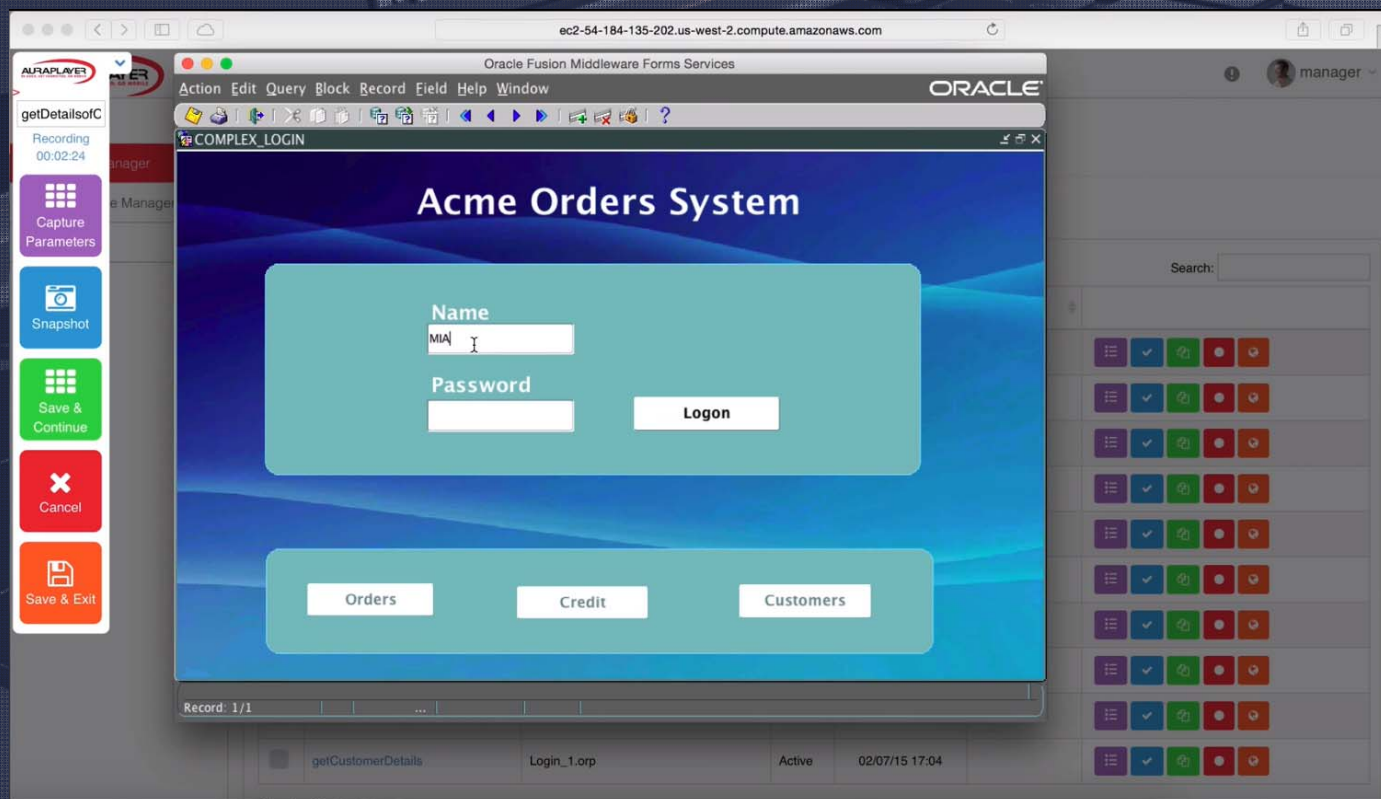 ec2-54-184-135-202.us-west-2.compute.amazonaws.com
AURAPLAYER
manager
getDetailsofC
Recording
00:02:24
Capture
Parameters
Snapshot
Save &
Continue
Cancel
Save & Exit
Oracle Fusion Middleware Forms Services
Action Edit Query Block Record Field Help Window
ORACLE
COMPLEX_LOGIN
Acme Orders System
Name
MIA
Password
Logon
Orders
Credit
Customers
Record: 1/1
...
anager
e Manage
Search:
getCustomerDetails Login_1.orp Active 02/07/15 17:04